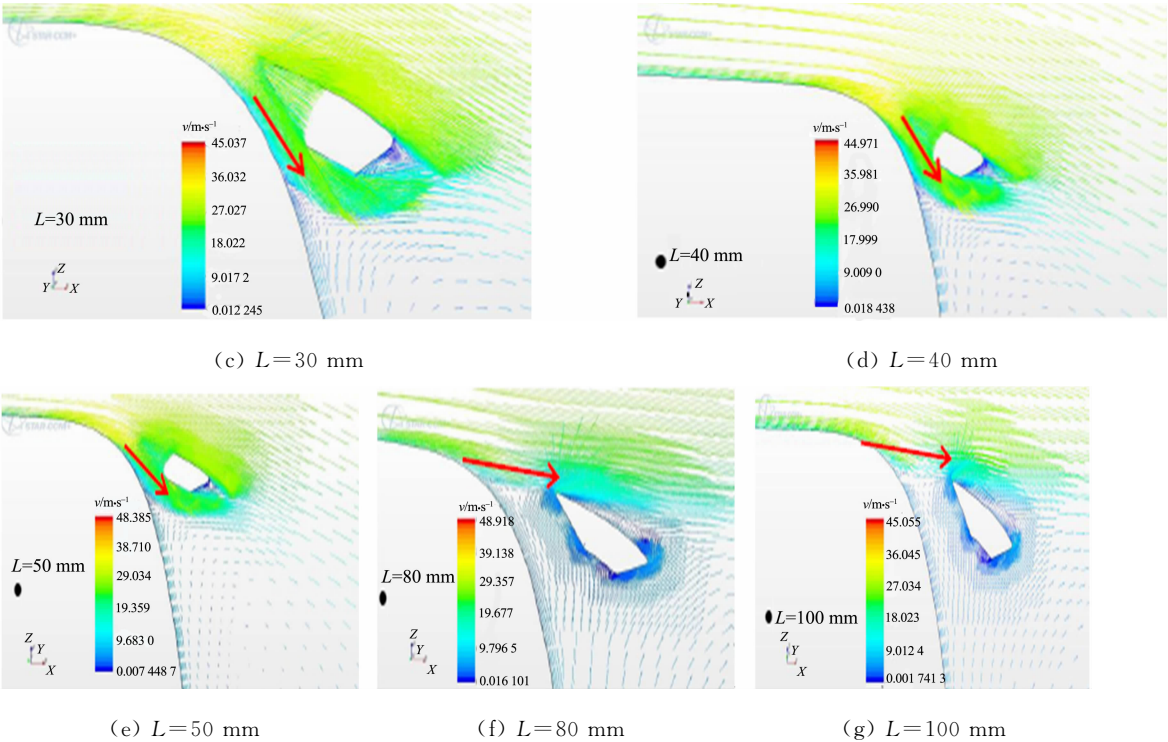 v/m·s⁻¹
45.037
36.032
27.027
18.022
9.017 2
0.012 245
L=30 mm
Z
Y X
(c) L=30 mm
v/m·s⁻¹
44.971
35.981
26.990
17.999
9.009 0
0.018 438
L=40 mm
Z
Y X
(d) L=40 mm
v/m·s⁻¹
48.385
38.710
29.034
19.359
9.683 0
0.007 448 7
L=50 mm
Z
Y
X
(e) L=50 mm
v/m·s⁻¹
48.918
39.138
29.357
19.677
9.796 5
0.016 101
L=80 mm
Z
Y
X
(f) L=80 mm
v/m·s⁻¹
45.055
36.045
27.034
18.023
9.012 4
0.001 741 3
L=100 mm
Z
Y
X
(g) L=100 mm